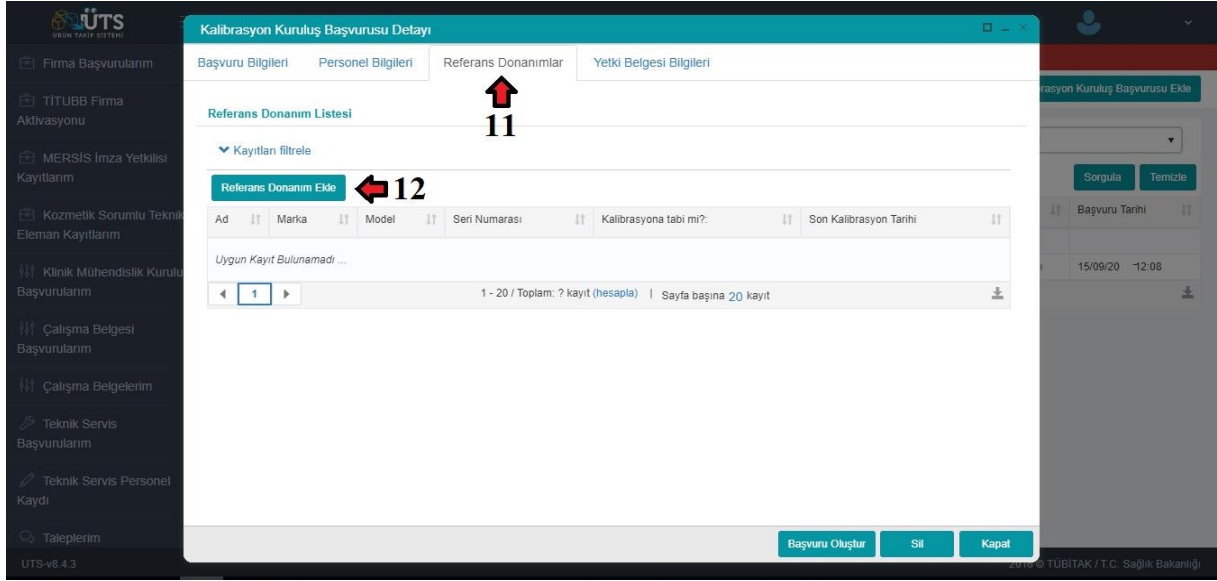 ÜTS
ÜRÜN TAKİP SİSTEMİ
Kalibrasyon Kuruluş Başvurusu Detayı
Firma Başvurularım
TİTUBB Firma
Aktivasyonu
MERSİS İmza Yetkilisi
Kayıtlarım
Kozmetik Sorumlu Teknik
Eleman Kayıtlarım
Klinik Mühendislik Kurulu
Başvurularım
Çalışma Belgesi
Başvurularım
Çalışma Belgelerim
Teknik Servis
Başvurularım
Teknik Servis Personel
Kaydı
Taleplerim
UTS-v8.4.3
Başvuru Bilgileri Personel Bilgileri Referans Donanımlar Yetki Belgesi Bilgileri
11
Referans Donanım Listesi
Kayıtları filtrele
Referans Donanım Ekle 12
Ad Marka Model Seri Numarası Kalibrasyona tabi mi?: Son Kalibrasyon Tarihi
Uygun Kayıt Bulunamadı ...
1 1 - 20 / Toplam: ? kayıt (hesapla) | Sayfa başına 20 kayıt
Başvuru Oluştur Sil Kapat
rasyon Kuruluş Başvurusu Ekle
Sorgula Temizle
Başvuru Tarihi
15/09/20 12:08
2016 © TÜBİTAK / T.C. Sağlık Bakanlığı